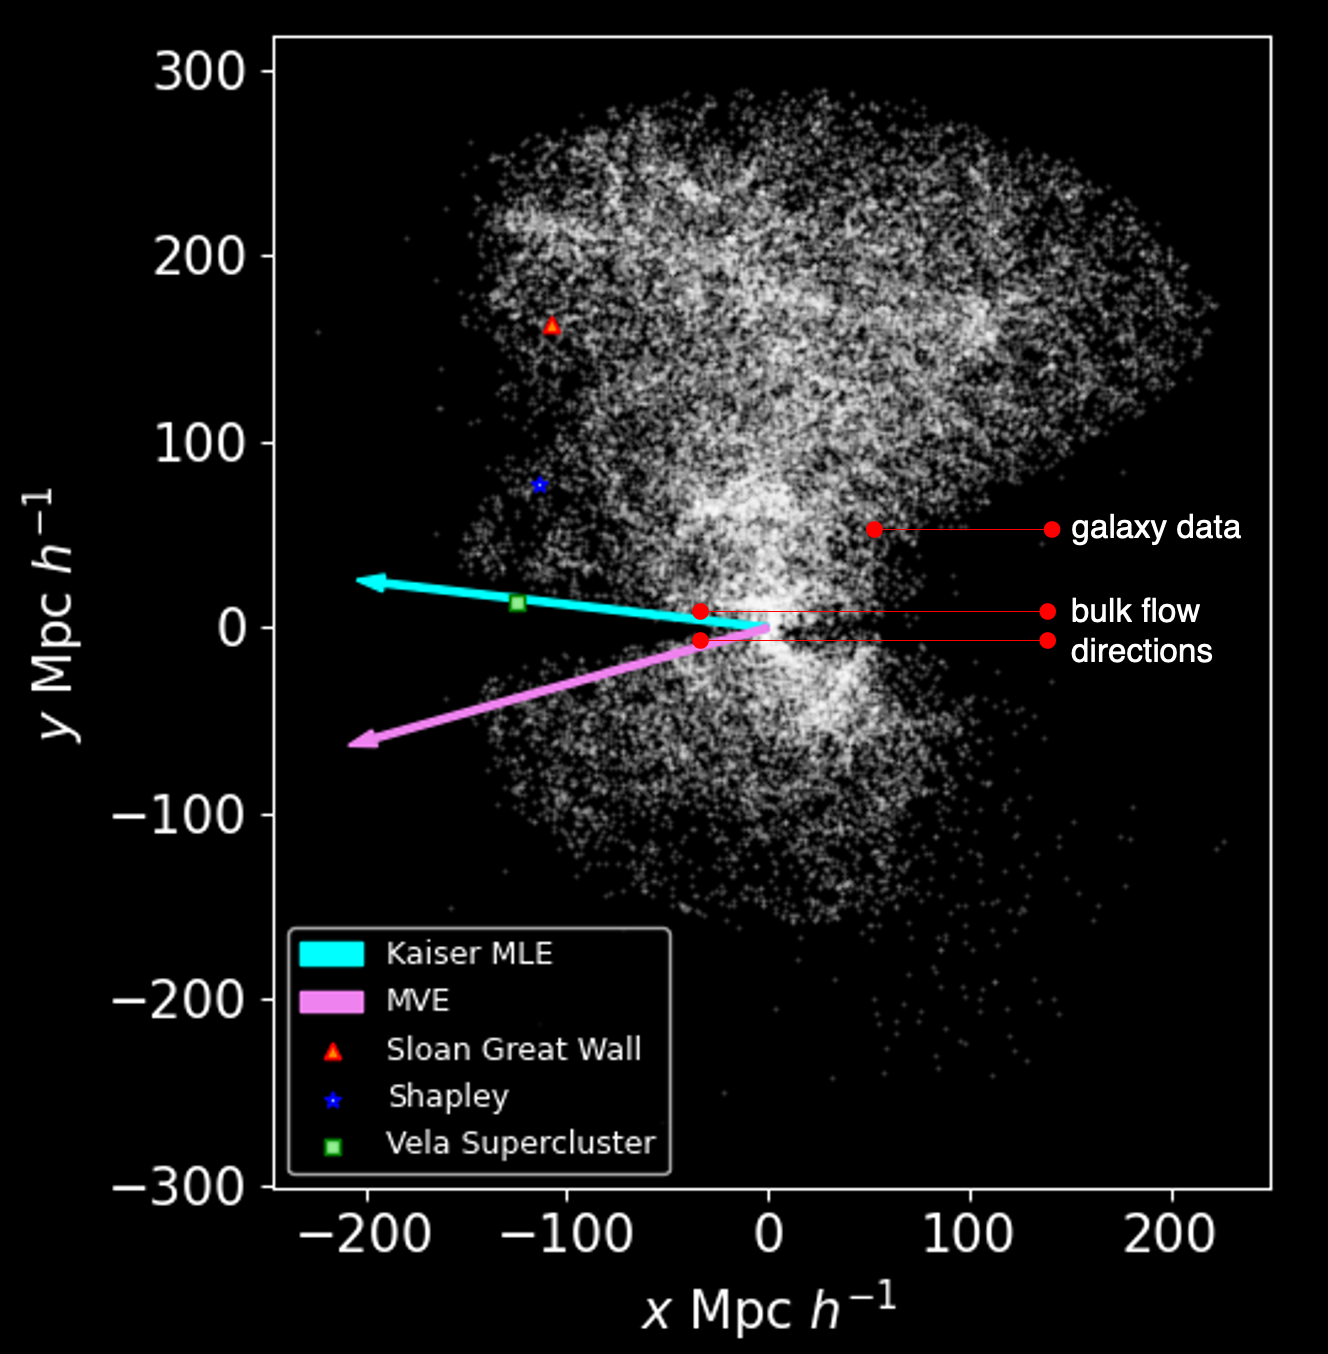 300
200
100
0
−100
−200
−300
y Mpc h⁻¹
galaxy data
bulk flow
directions
Kaiser MLE
MVE
Sloan Great Wall
Shapley
Vela Supercluster
−200 −100 0 100 200
x Mpc h⁻¹